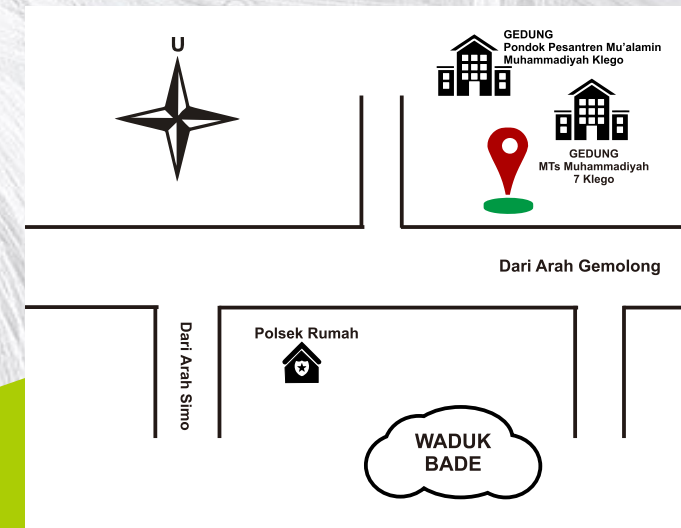 U
GEDUNG
Pondok Pesantren Mu'alamin
Muhammadiyah Klego
GEDUNG
MTs Muhammadiyah
7 Klego
Dari Arah Gemolong
Dari Arah Simo
Polsek Rumah
WADUK
BADE